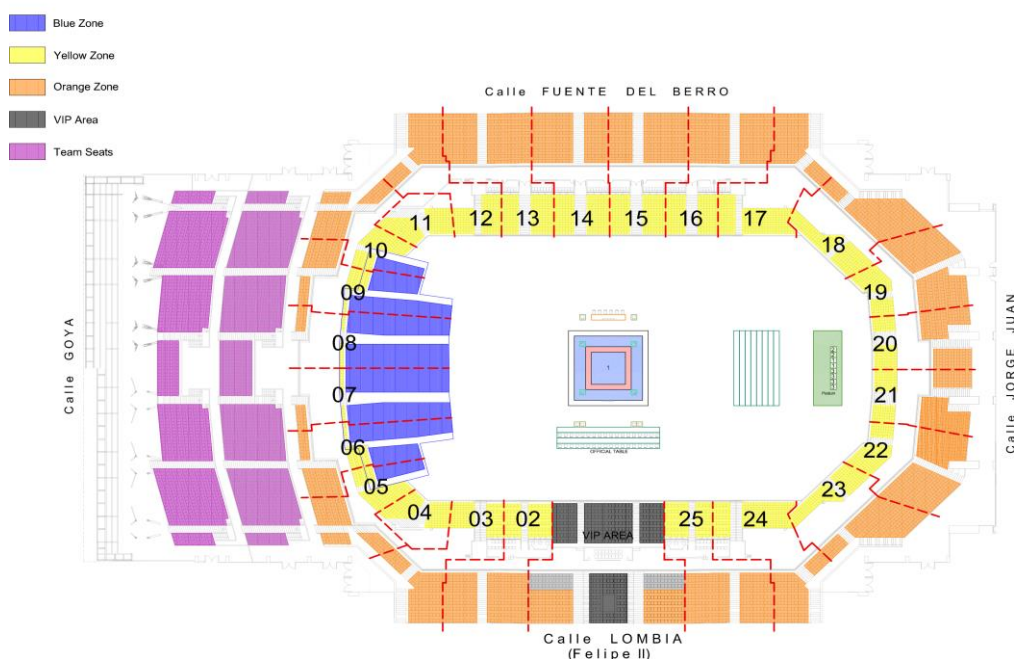 Blue Zone
Yellow Zone
Orange Zone
VIP Area
Team Seats
Calle FUENTE DEL BERRO
Calle GOYA
Calle JORGE JUAN
11
12
13
14
15
16
17
10
18
09
19
08
20
07
21
06
22
05
23
04
03
02
25
24
1
Podium
OFFICIAL TABLE
VIP AREA
Calle LOMBIA
(Felipe II)